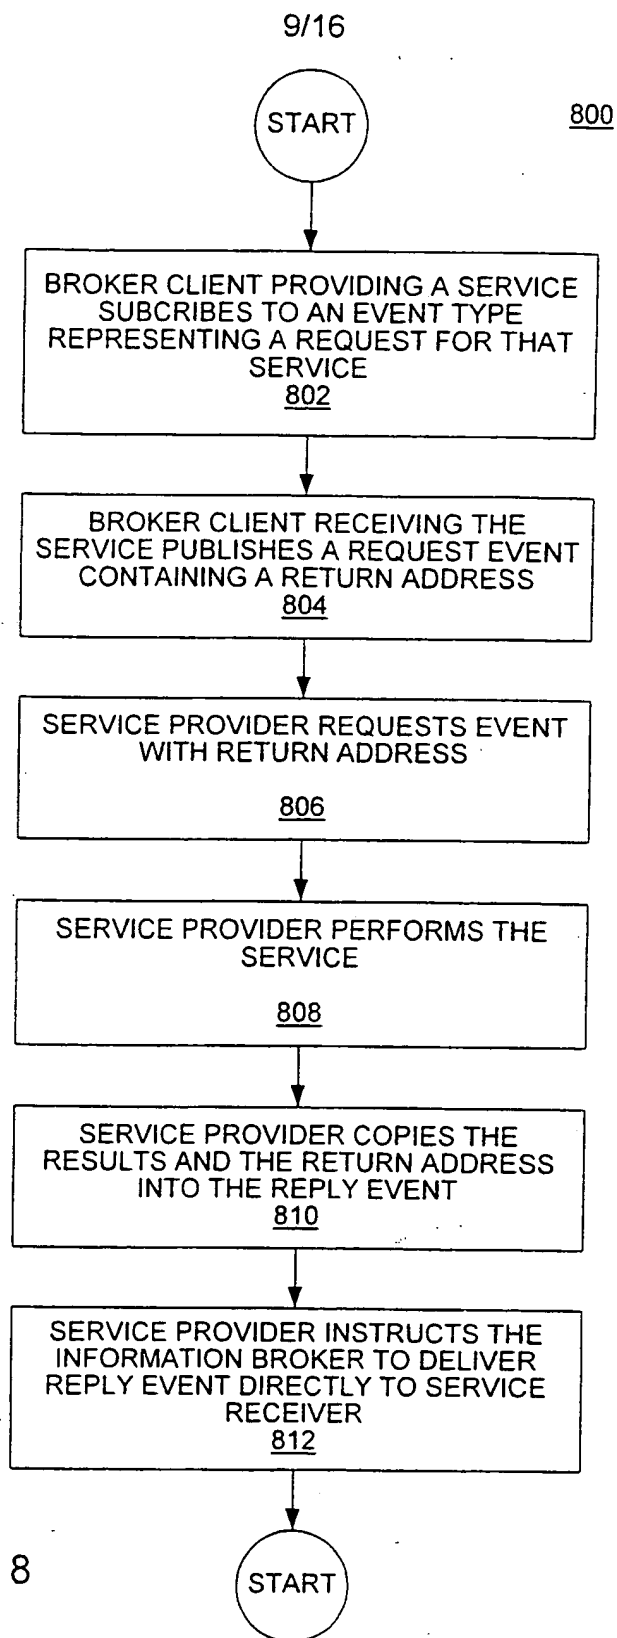 9/16
START
800
BROKER CLIENT PROVIDING A SERVICE
SUBCRIBES TO AN EVENT TYPE
REPRESENTING A REQUEST FOR THAT
SERVICE
802
BROKER CLIENT RECEIVING THE
SERVICE PUBLISHES A REQUEST EVENT
CONTAINING A RETURN ADDRESS
804
SERVICE PROVIDER REQUESTS EVENT
WITH RETURN ADDRESS
806
SERVICE PROVIDER PERFORMS THE
SERVICE
808
SERVICE PROVIDER COPIES THE
RESULTS AND THE RETURN ADDRESS
INTO THE REPLY EVENT
810
SERVICE PROVIDER INSTRUCTS THE
INFORMATION BROKER TO DELIVER
REPLY EVENT DIRECTLY TO SERVICE
RECEIVER
812
8
START